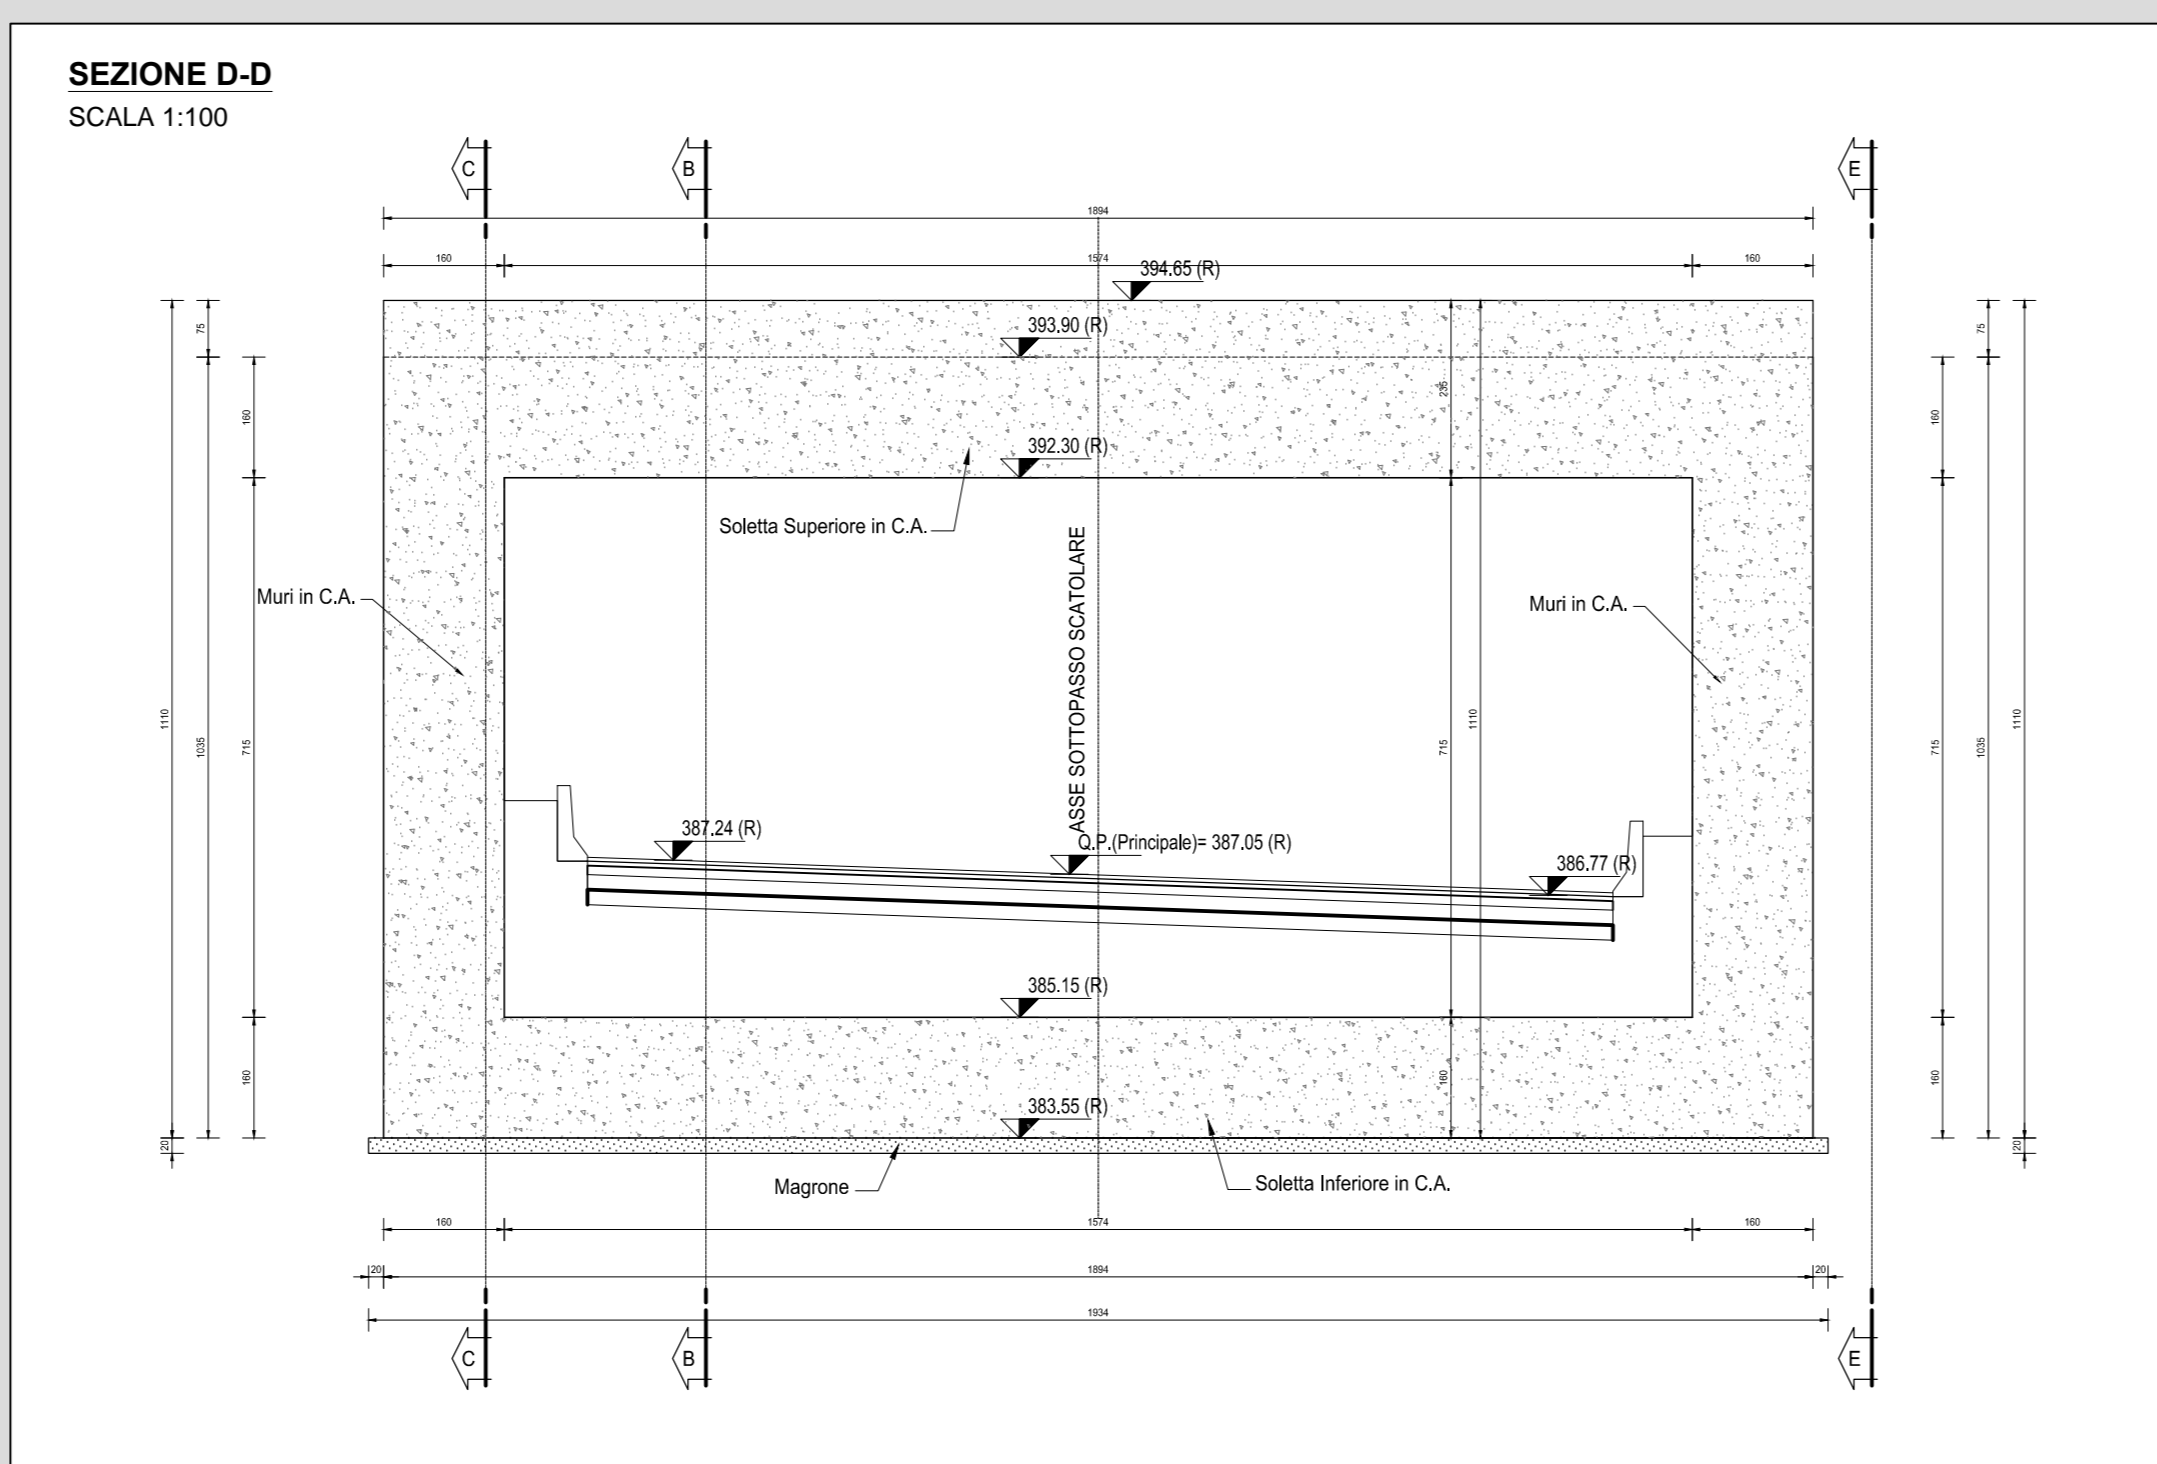 SEZIONE D-D
SCALA 1:100
C
B
E
1894
160
1574
160
394.65 (R)
75
393.90 (R)
75
160
235
160
392.30 (R)
Soletta Superiore in C.A.
ASSE SOTTOPASSO SCATOLARE
Muri in C.A.
Muri in C.A.
1110
1035
715
715
1110
715
1035
1110
387.24 (R)
Q.P.(Principale)= 387.05 (R)
386.77 (R)
385.15 (R)
160
160
160
383.55 (R)
20
20
Magrone
Soletta Inferiore in C.A.
160
1574
160
20
1894
20
1934
C
B
E